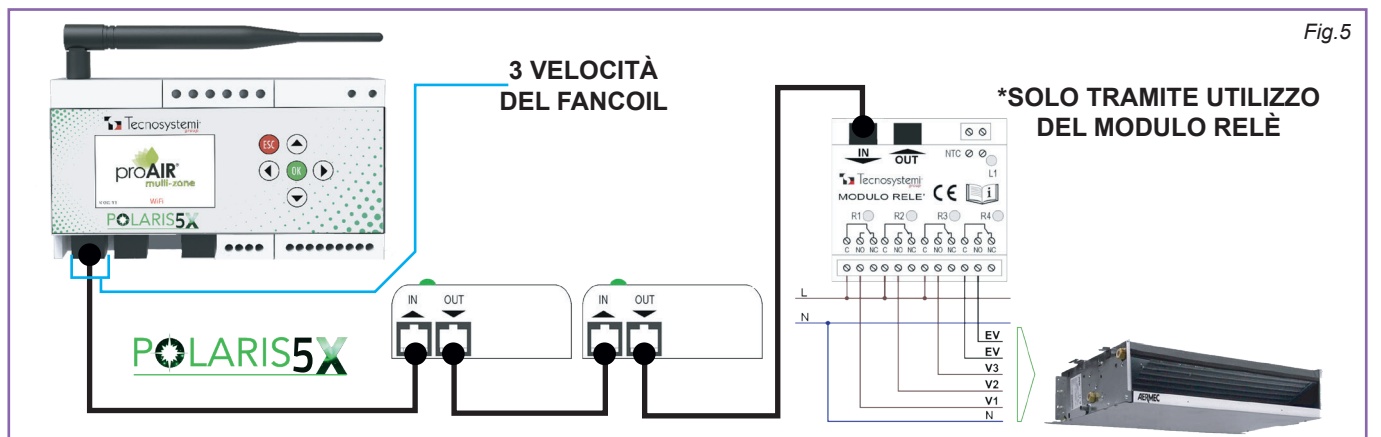 Fig.5
3 VELOCITÀ
DEL FANCOIL
*SOLO TRAMITE UTILIZZO
DEL MODULO RELÈ
Tecnosystemi
group
proAIR®
multi-zone
WiFi
POLARIS5X
ESC
OK
POLARIS5X
IN OUT
IN OUT
IN OUT
NTC
L1
Tecnosystemi
group
CE
i
MODULO RELE'
R1 R2 R3 R4
C NO NC C NO NC C NO NC C NO NC
L
N
EV
EV
V3
V2
V1
N
AERMEC